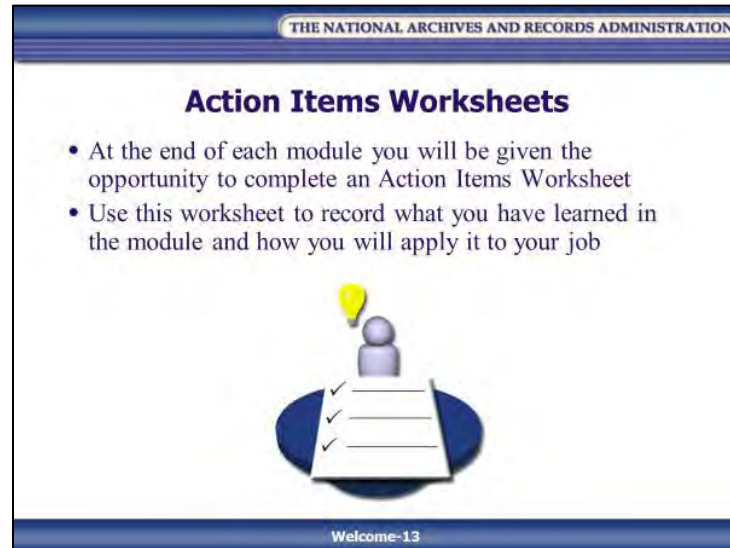 THE NATIONAL ARCHIVES AND RECORDS ADMINISTRATION
Action Items Worksheets
• At the end of each module you will be given the
opportunity to complete an Action Items Worksheet
• Use this worksheet to record what you have learned in
the module and how you will apply it to your job
Welcome-13